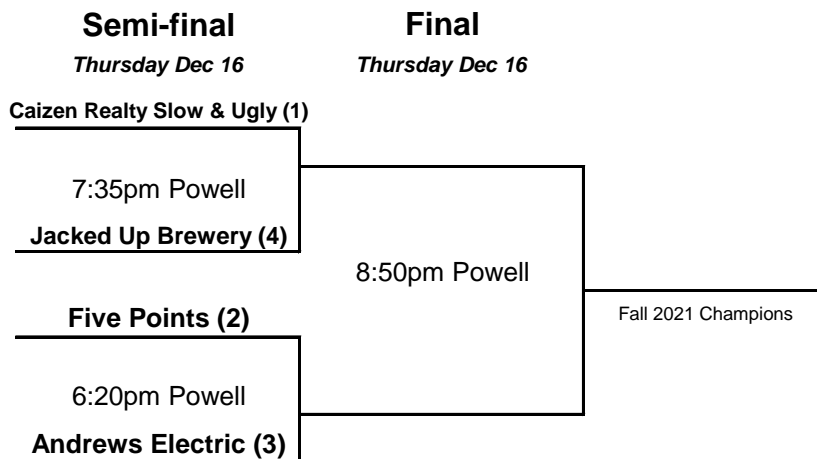 Semi-final
Thursday Dec 16
Final
Thursday Dec 16
Caizen Realty Slow & Ugly (1)
7:35pm Powell
Jacked Up Brewery (4)
8:50pm Powell
Five Points (2)
Fall 2021 Champions
6:20pm Powell
Andrews Electric (3)